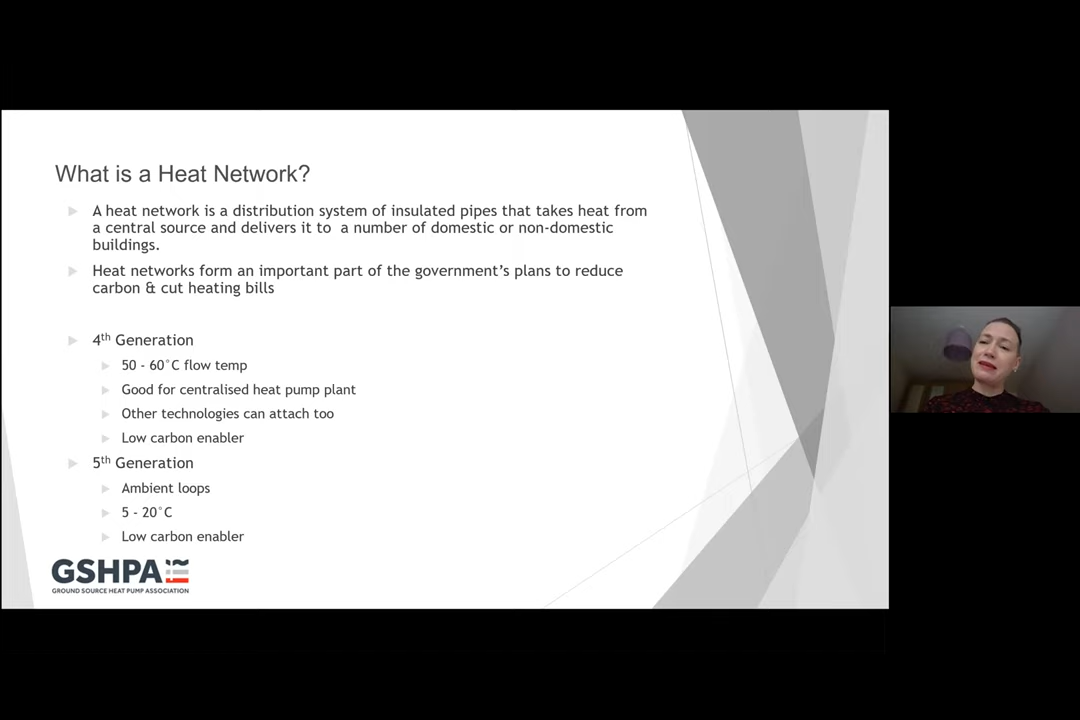 What is a Heat Network?
A heat network is a distribution system of insulated pipes that takes heat from
a central source and delivers it to a number of domestic or non-domestic
buildings.
Heat networks form an important part of the government's plans to reduce
carbon & cut heating bills
4th Generation
50 - 60°C flow temp
Good for centralised heat pump plant
Other technologies can attach too
Low carbon enabler
5th Generation
Ambient loops
5 - 20°C
Low carbon enabler
GSHPA
GROUND SOURCE HEAT PUMP ASSOCIATION